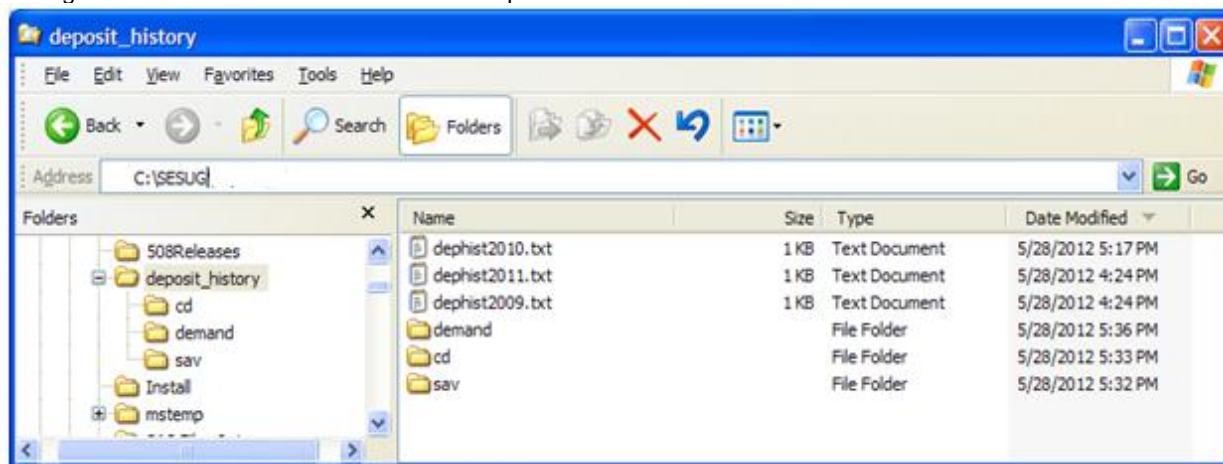 deposit_history
File Edit View Favorites Tools Help
Back Search Folders
Address C:\SESUG Go
Folders Name Size Type Date Modified
508Releases dephist2010.txt 1 KB Text Document 5/28/2012 5:17 PM
deposit_history dephist2011.txt 1 KB Text Document 5/28/2012 4:24 PM
cd dephist2009.txt 1 KB Text Document 5/28/2012 4:24 PM
demand demand File Folder 5/28/2012 5:36 PM
sav cd File Folder 5/28/2012 5:33 PM
Install sav File Folder 5/28/2012 5:32 PM
mstemp